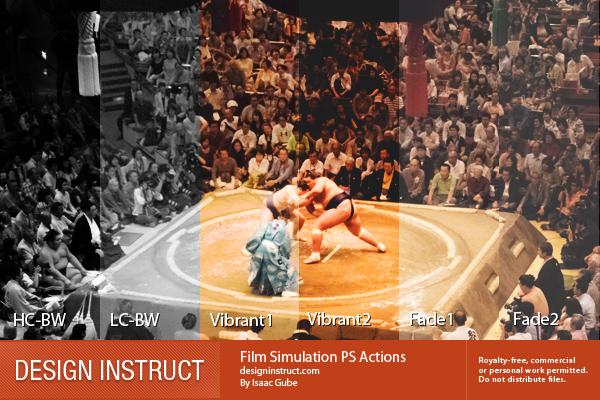 HC-BW LC-BW Vibrant1 Vibrant2 Fade1 Fade2
DESIGN INSTRUCT
Film Simulation PS Actions
designinstruct.com
By Isaac Gube
Royalty-free, commercial
or personal work permitted.
Do not distribute files.